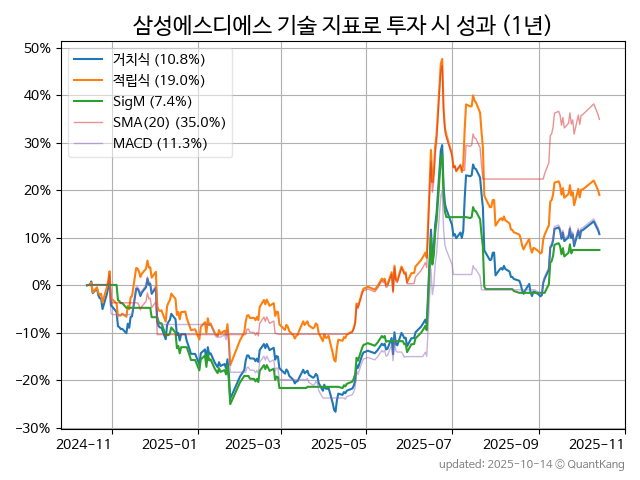 삼성에스디에스 기술 지표로 투자 시 성과 (1년)
50%
40%
30%
20%
10%
0%
−10%
−20%
−30%
거치식 (10.8%)
적립식 (19.0%)
SigM (7.4%)
SMA(20) (35.0%)
MACD (11.3%)
2024-11 2025-01 2025-03 2025-05 2025-07 2025-09 2025-11
updated: 2025-10-14 © QuantKang